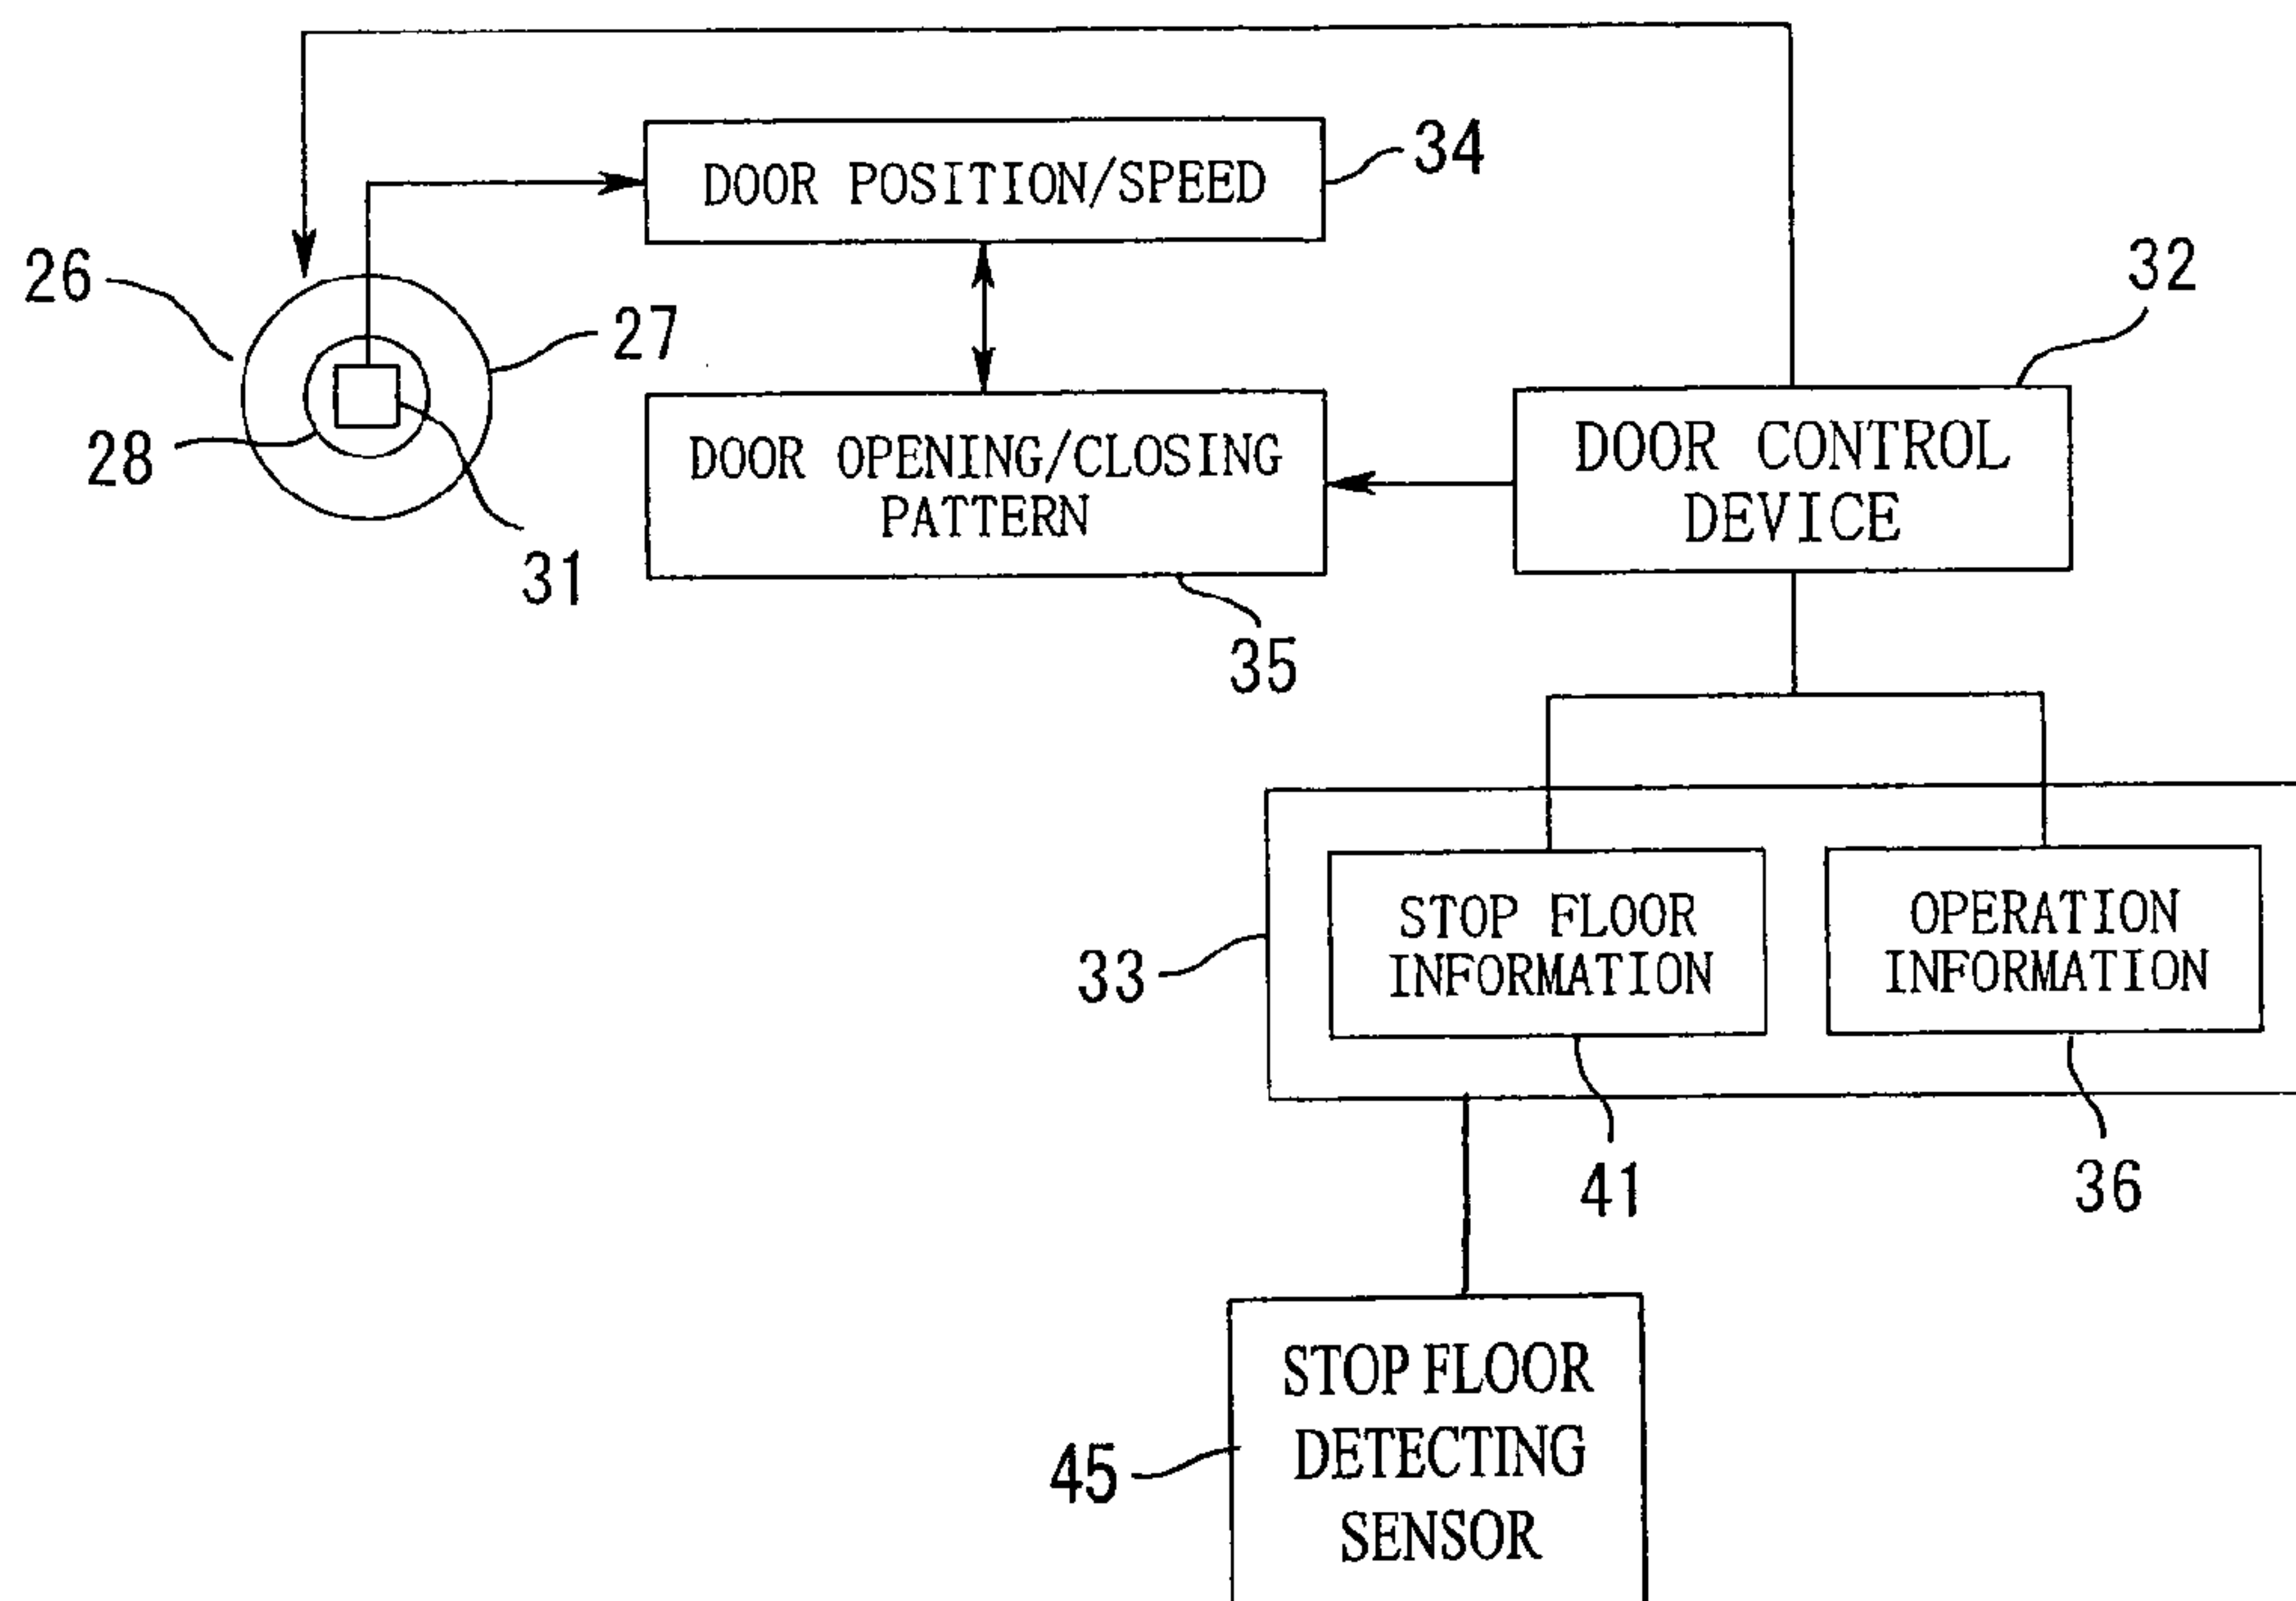 34
DOOR POSITION/SPEED
32
26
27
DOOR CONTROL
DEVICE
28
DOOR OPENING/CLOSING
PATTERN
31
35
33
STOP FLOOR
INFORMATION
OPERATION
INFORMATION
41
36
45
STOP FLOOR
DETECTING
SENSOR